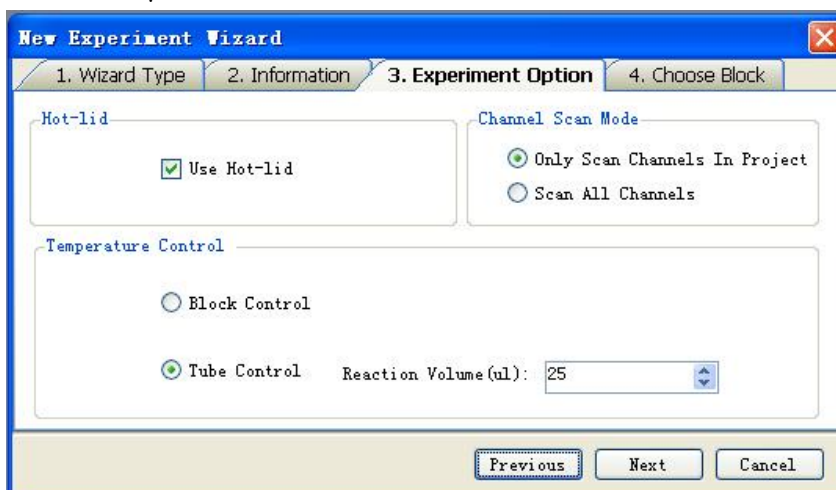 New Experiment Wizard
1. Wizard Type 2. Information 3. Experiment Option 4. Choose Block
Hot-lid
Use Hot-lid
Channel Scan Mode
Only Scan Channels In Project
Scan All Channels
Temperature Control
Block Control
Tube Control Reaction Volume(ul): 25
Previous Next Cancel